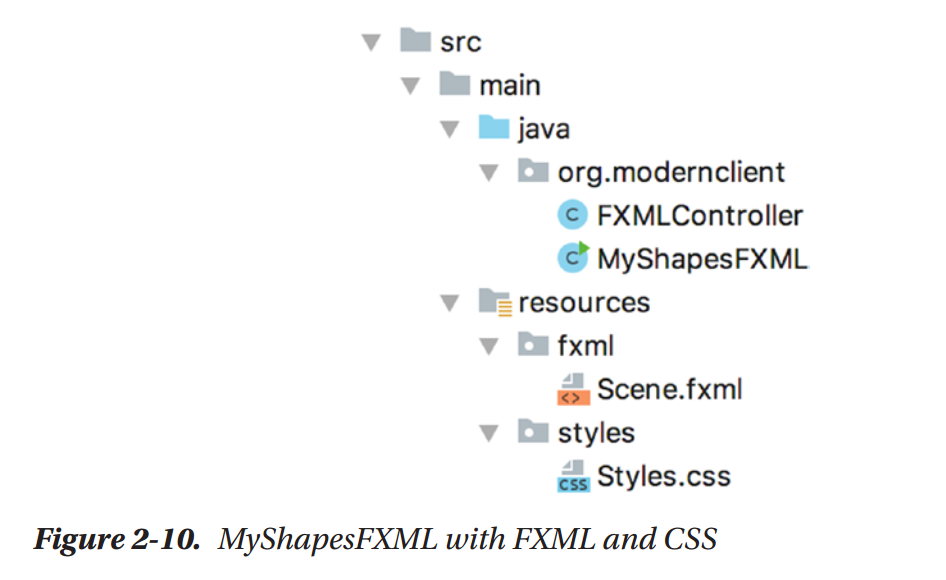 src
main
java
org.modernclient
C FXMLController
C MyShapesFXML
resources
fxml
<> Scene.fxml
styles
CSS Styles.css
Figure 2-10. MyShapesFXML with FXML and CSS